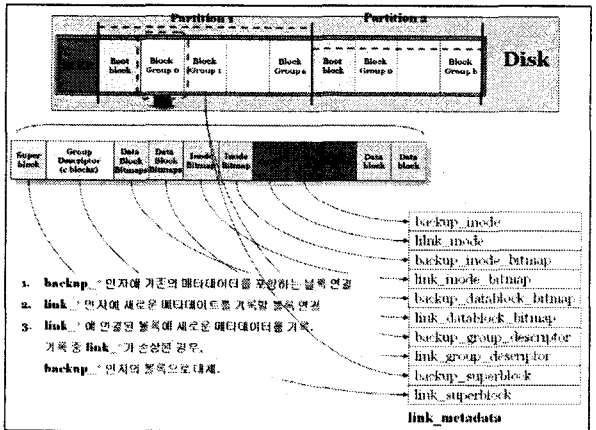 Partition 1
Partition 2
Boot block
Block Group 0
Block Group 1
Block Group a
Boot block
Block Group 0
Block Group b
Disk
Super block
Group Descriptor (c blocks)
Data Block Bitmaps
Data Block Bitmaps
Inode Bitmap
Inode Bitmap
Data block
Data block
backup_inode
link_inode
backup_inode_bitmap
link_inode_bitmap
backup_datablock_bitmap
link_datablock_bitmap
backup_group_descriptor
link_group_descriptor
backup_superblock
link_superblock
link_metadata
1. backup_* 인자에 기존의 메타데이터를 포함하는 블록 연결
2. link_* 인자에 새로운 메타데이트를 기록할 블록 연결
3. link_* 에 연결된 블록에 새로운 메타데이터를 기록.
기록 중 link_*가 손상된 경우,
backup_* 인자의 블록으로 대체.